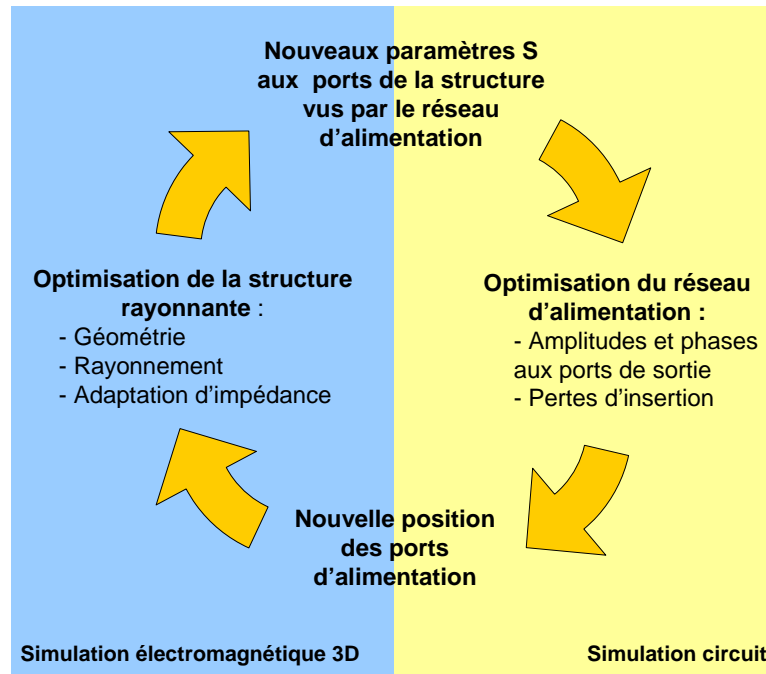 Nouveaux paramètres S
aux ports de la structure
vus par le réseau
d'alimentation
Optimisation de la structure
rayonnante :
- Géométrie
- Rayonnement
- Adaptation d'impédance
Optimisation du réseau
d'alimentation :
- Amplitudes et phases
aux ports de sortie
- Pertes d'insertion
Nouvelle position
des ports
d'alimentation
Simulation électromagnétique 3D
Simulation circuit